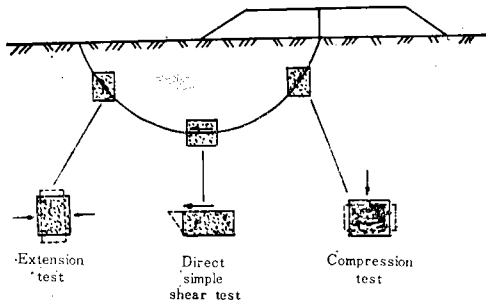 Extension
test
Direct
simple
shear test
Compression
test